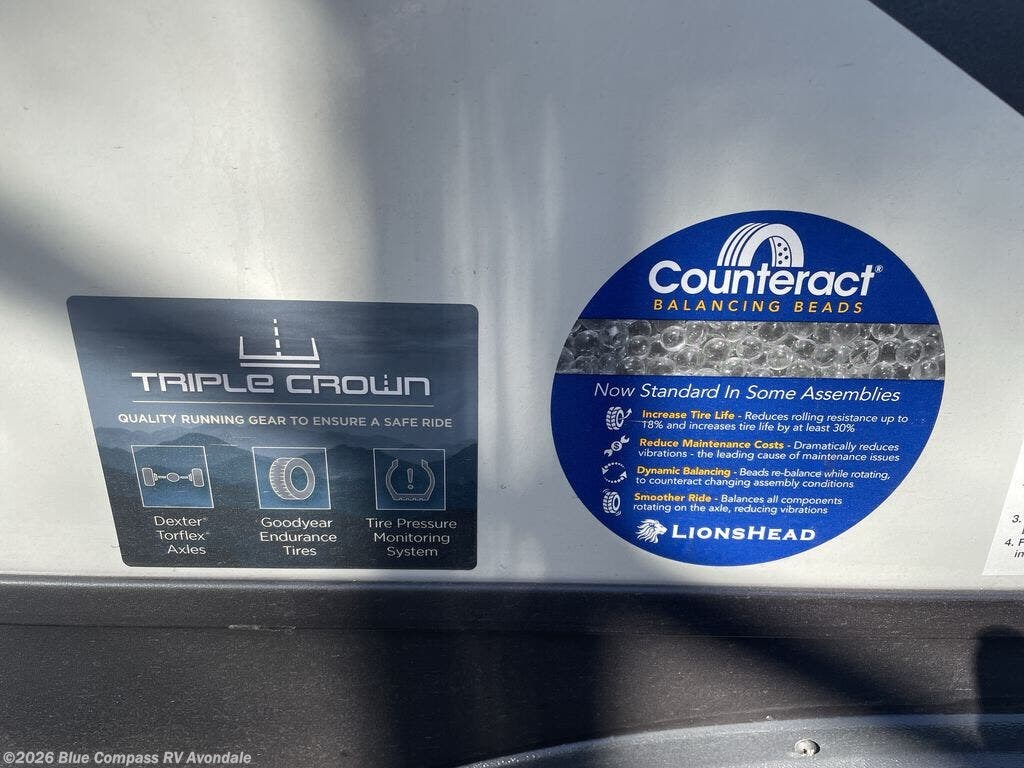 TRIPLE CROWN
QUALITY RUNNING GEAR TO ENSURE A SAFE RIDE
Dexter®
Torflex®
Axles
Goodyear
Endurance
Tires
Tire Pressure
Monitoring
System
Counteract®
BALANCING BEADS
Now Standard In Some Assemblies
Increase Tire Life - Reduces rolling resistance up to
18% and increases tire life by at least 30%
Reduce Maintenance Costs - Dramatically reduces
vibrations - the leading cause of maintenance issues
Dynamic Balancing - Beads re-balance while rotating,
to counteract changing assembly conditions
Smoother Ride - Balances all components
rotating on the axle, reducing vibrations
LIONSHEAD
3.
4.
©2026 Blue Compass RV Avondale